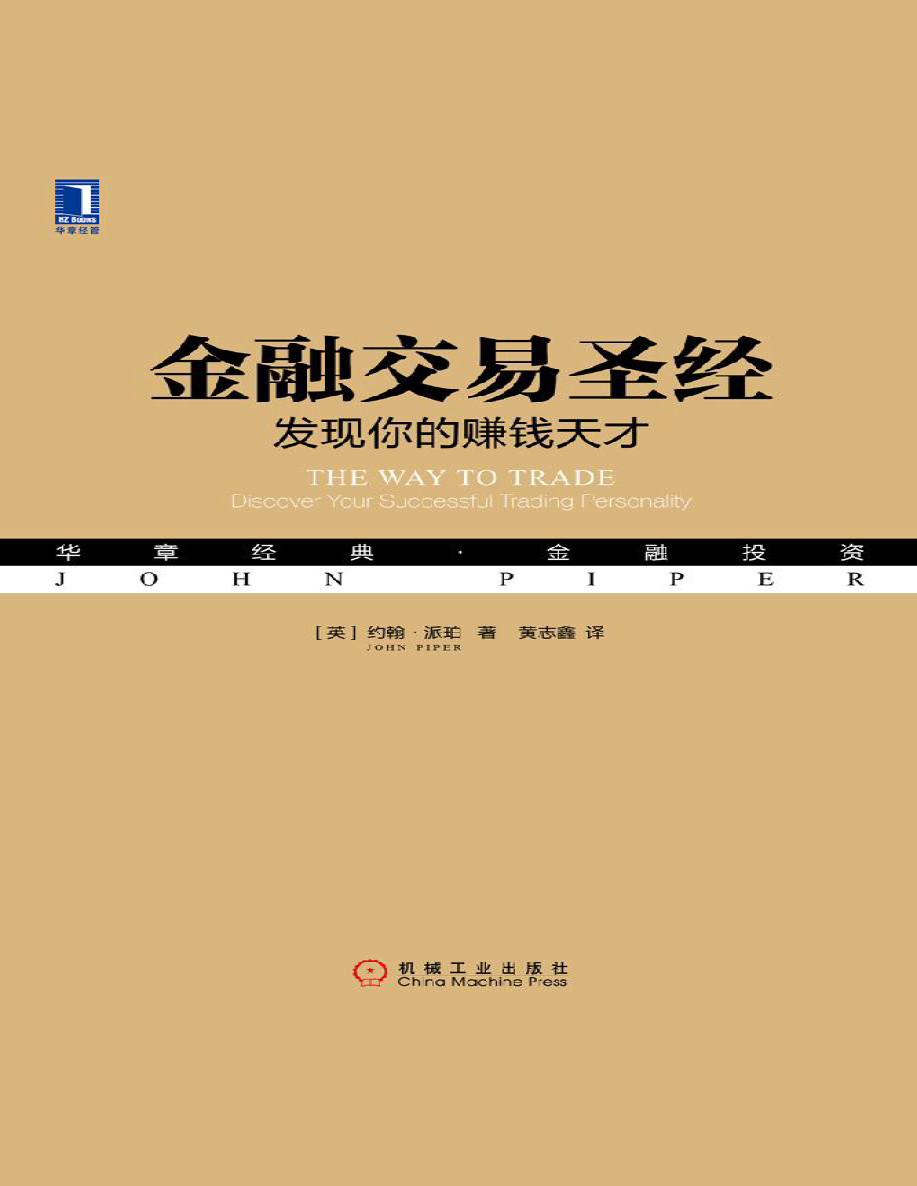 HZ Books
华章经管
金融交易圣经
发现你的赚钱天才
THE WAY TO TRADE
Discover Your Successful Trading Personality
华章经典·金融投资
JOHN PIPER
[英] 约翰·派珀 著 黄志鑫 译
JOHN PIPER
机械工业出版社
China Machine Press